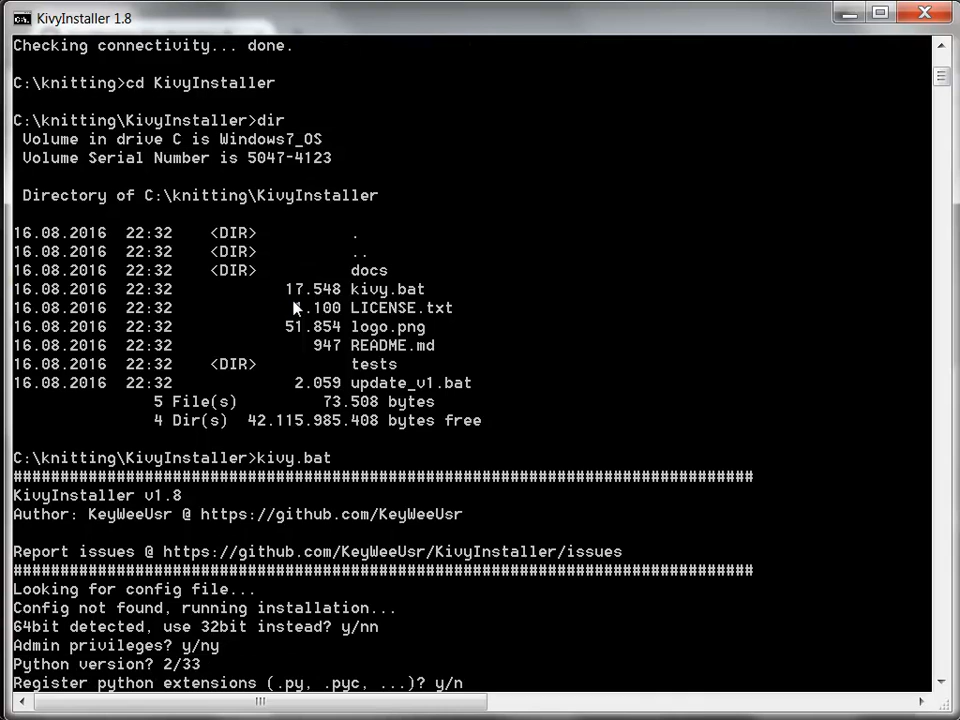 KivyInstaller 1.8
Checking connectivity... done.
C:\knitting>cd KivyInstaller
C:\knitting\KivyInstaller>dir
Volume in drive C is Windows7_OS
Volume Serial Number is 5047-4123
Directory of C:\knitting\KivyInstaller
16.08.2016  22:32    <DIR>          .
16.08.2016  22:32    <DIR>          ..
16.08.2016  22:32    <DIR>          docs
16.08.2016  22:32            17.548 kivy.bat
16.08.2016  22:32            .100 LICENSE.txt
16.08.2016  22:32            51.854 logo.png
16.08.2016  22:32               947 README.md
16.08.2016  22:32    <DIR>          tests
16.08.2016  22:32             2.059 update_v1.bat
5 File(s)         73.508 bytes
4 Dir(s)  42.115.985.408 bytes free
C:\knitting\KivyInstaller>kivy.bat
###############################################################################
KivyInstaller v1.8
Author: KeyWeeUsr @ https://github.com/KeyWeeUsr
Report issues @ https://github.com/KeyWeeUsr/KivyInstaller/issues
###############################################################################
Looking for config file...
Config not found, running installation...
64bit detected, use 32bit instead? y/nn
Admin privileges? y/ny
Python version? 2/33
Register python extensions (.py, .pyc, ...)? y/n